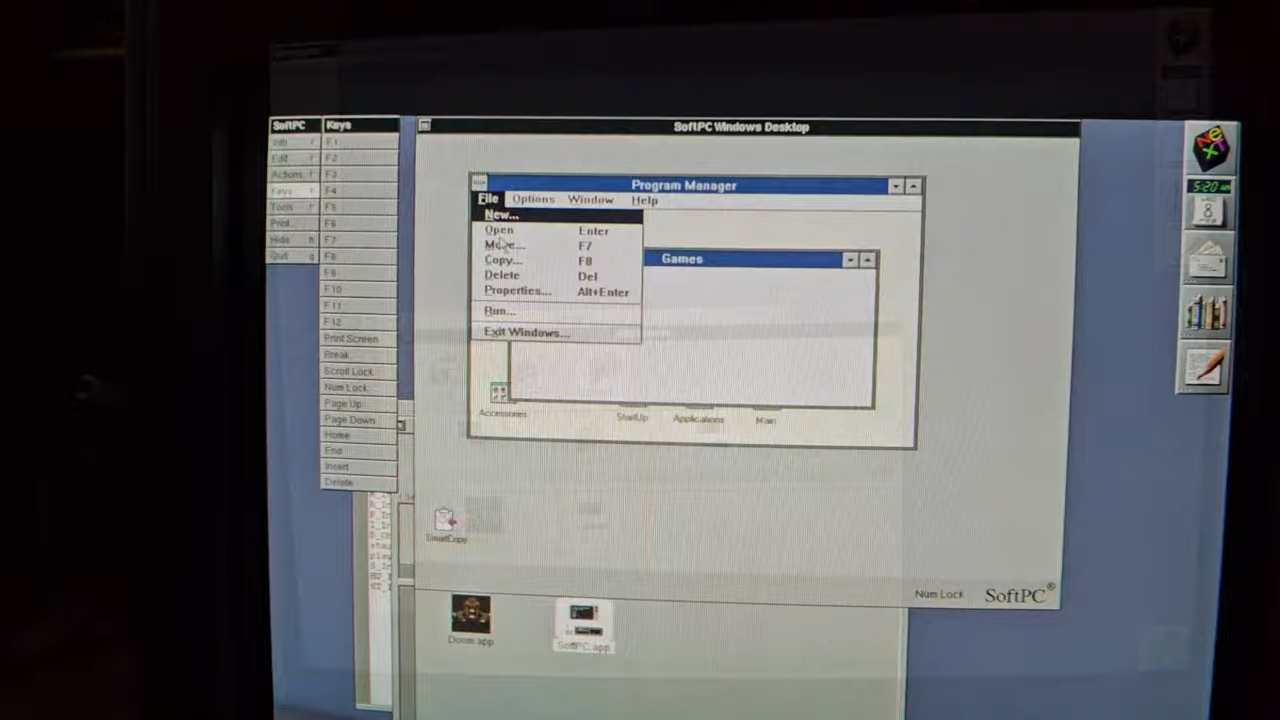 SoftPC
Info
Edit
Actions
Keys...
Tools
Print...
Hide h
Quit q
Keys
F1
F2
F3
F4
F5
F6
F7
F8
F9
F10
F11
F12
Print Screen
Break
Scroll Lock
Num Lock
Page Up
Page Down
Home
End
Insert
Delete
SoftPC Windows Desktop
Program Manager
File Options Window Help
New...
Open Enter
Move... F7
Copy... F8
Delete Del
Properties... Alt+Enter
Run...
Exit Windows...
Games
Accessories
StartUp
Applications
Main
SmartCopy
Num Lock SoftPC®
Doom.app
SoftPC.app
NeXT
5:20
8